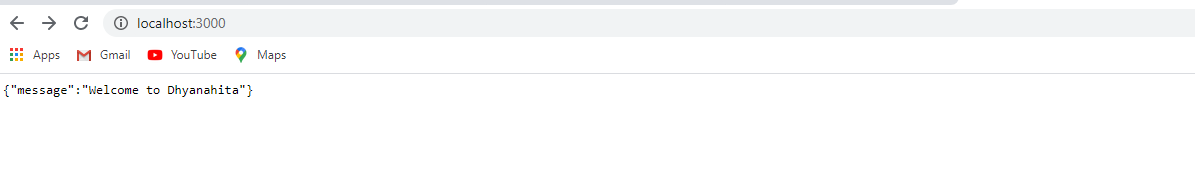 localhost:3000
Apps Gmail YouTube Maps
{"message":"Welcome to Dhyanahita"}